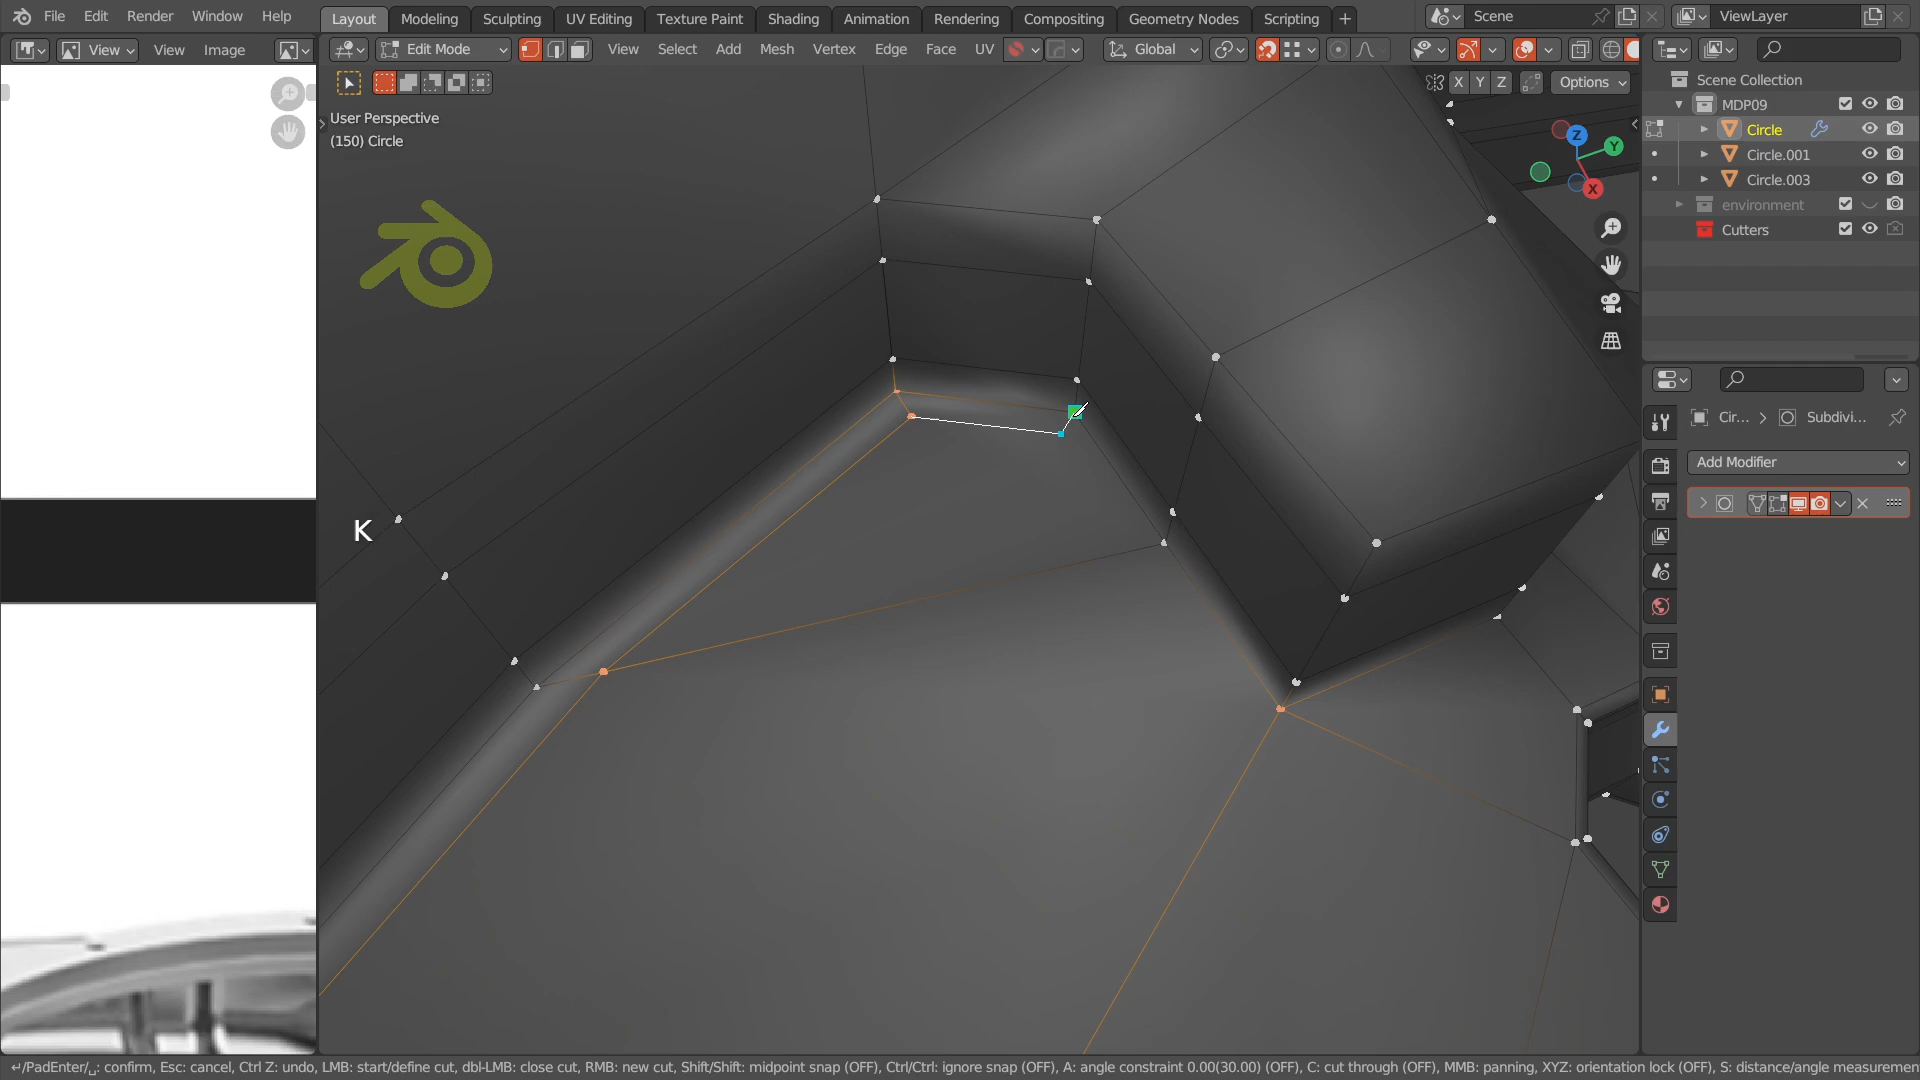 File Edit Render Window Help
Layout Modeling Sculpting UV Editing Texture Paint Shading Animation Rendering Compositing Geometry Nodes Scripting +
Scene
ViewLayer
View View Image
Edit Mode View Select Add Mesh Vertex Edge Face UV Global
X Y Z Options
User Perspective
(150) Circle
Z
Y
X
K
Scene Collection
MDP09
Circle
Circle.001
Circle.003
environment
Cutters
Cir... > Subdivi...
Add Modifier
↵/PadEnter/␣: confirm, Esc: cancel, Ctrl Z: undo, LMB: start/define cut, dbl-LMB: close cut, RMB: new cut, Shift/Shift: midpoint snap (OFF), Ctrl/Ctrl: ignore snap (OFF), A: angle constraint 0.00(30.00) (OFF), C: cut through (OFF), MMB: panning, XYZ: orientation lock (OFF), S: distance/angle measuremen